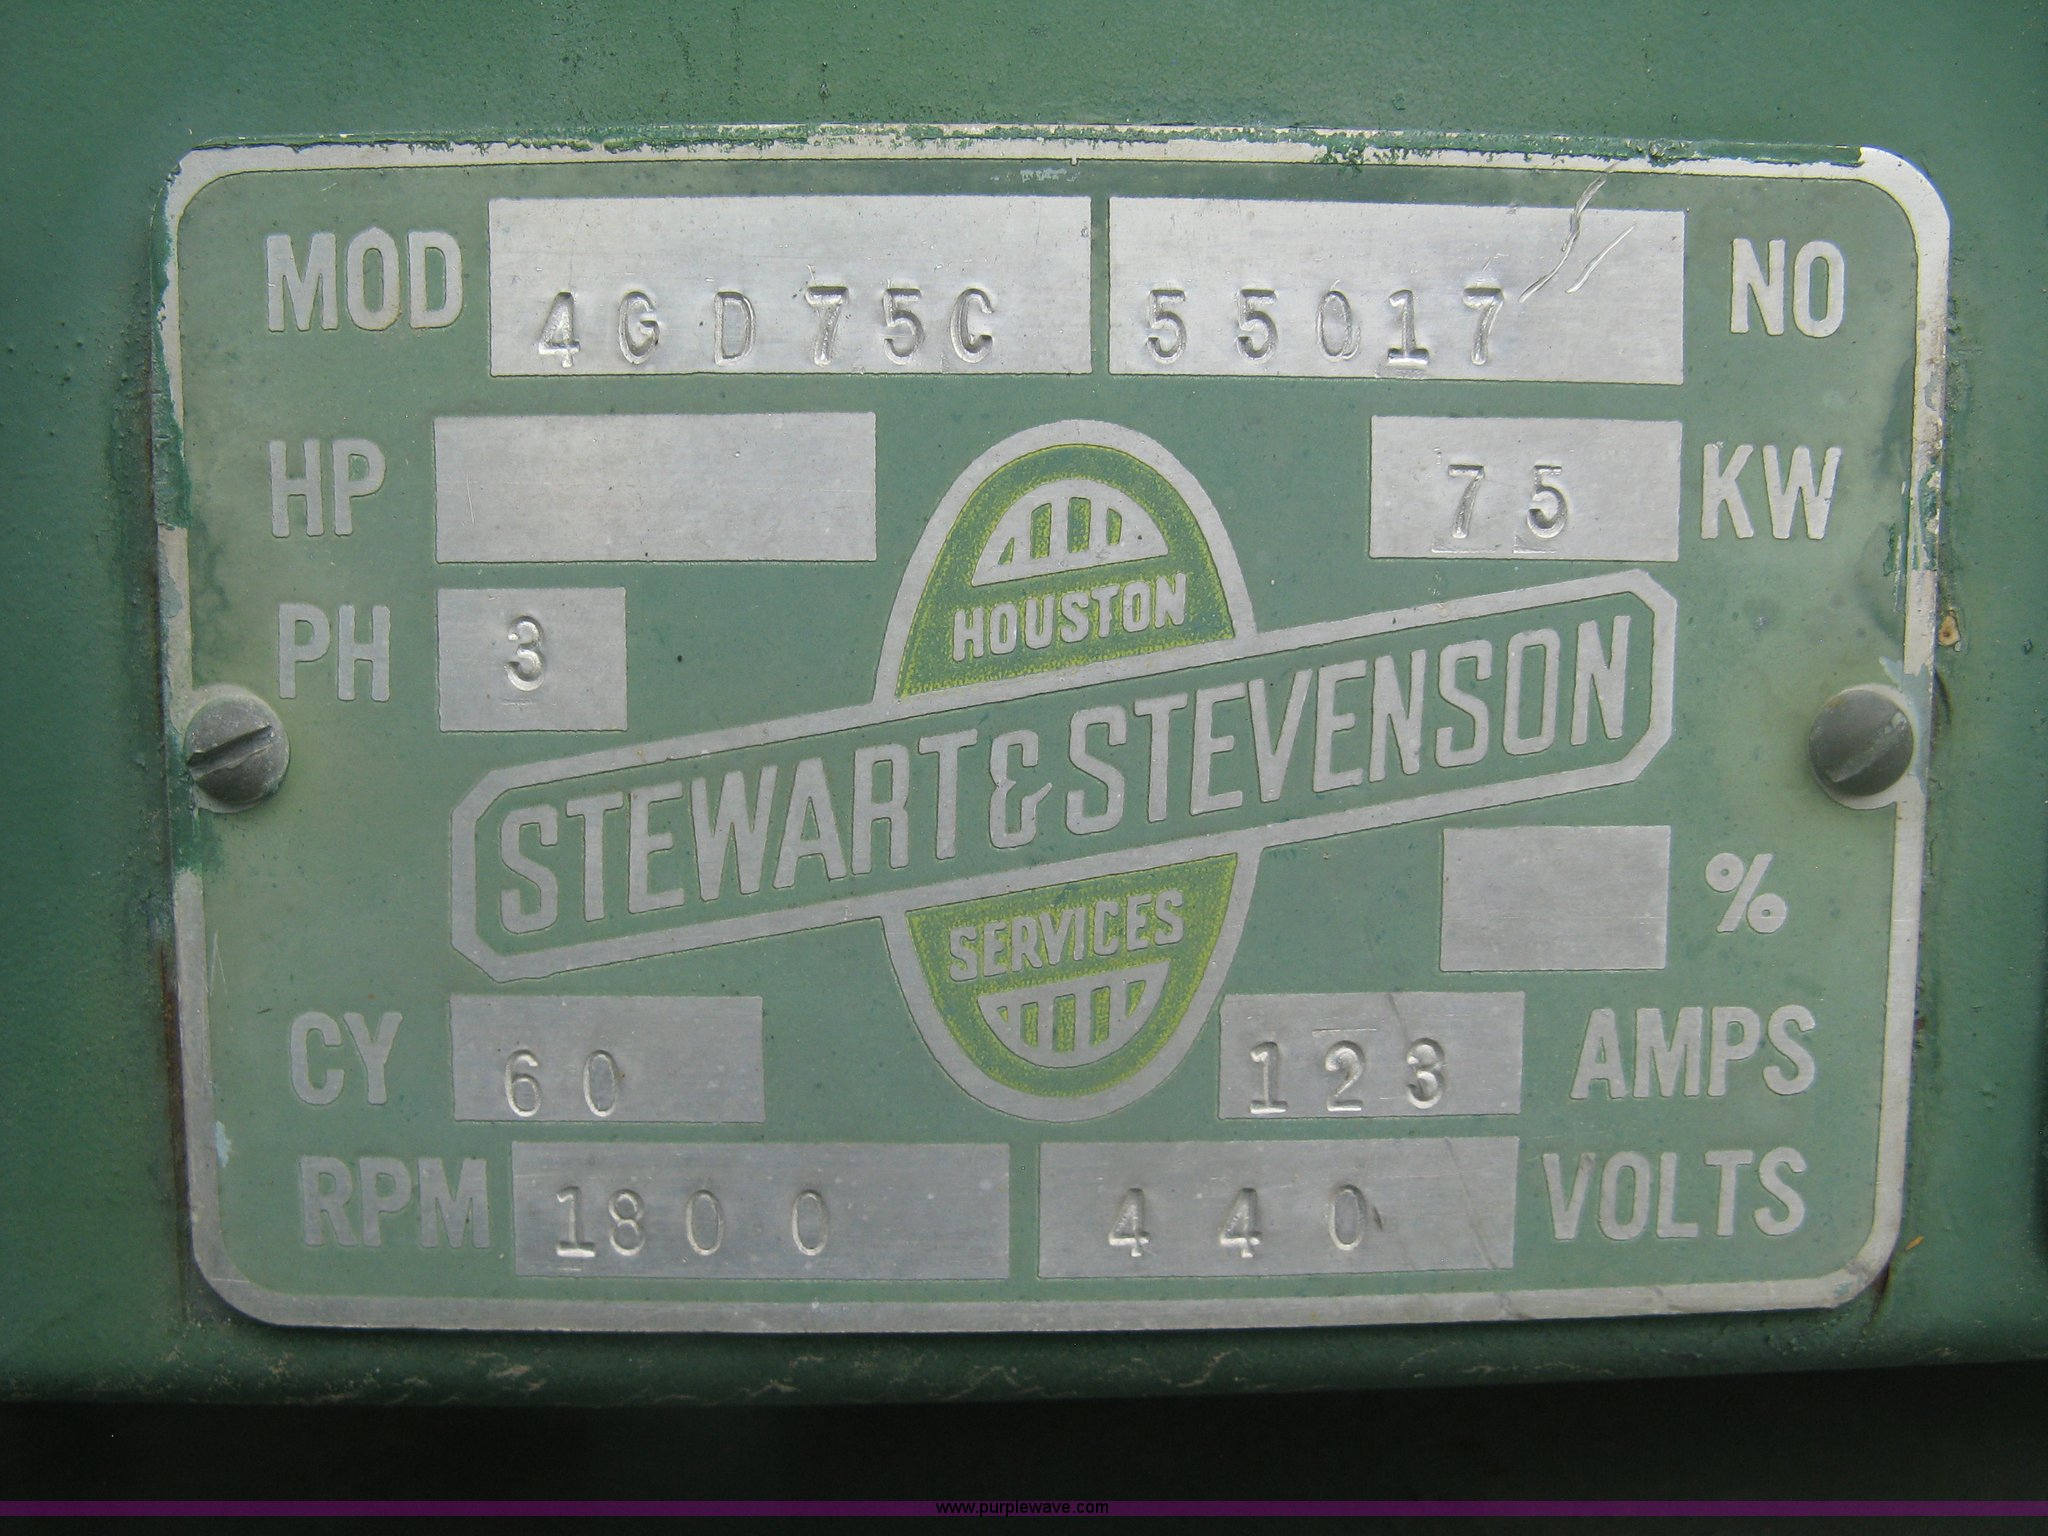 MOD 4GD75C 55017 NO
HP 75 KW
PH 3
HOUSTON
STEWART & STEVENSON
SERVICES
%
CY 60 123 AMPS
RPM 1800 440 VOLTS
www.purplewave.com